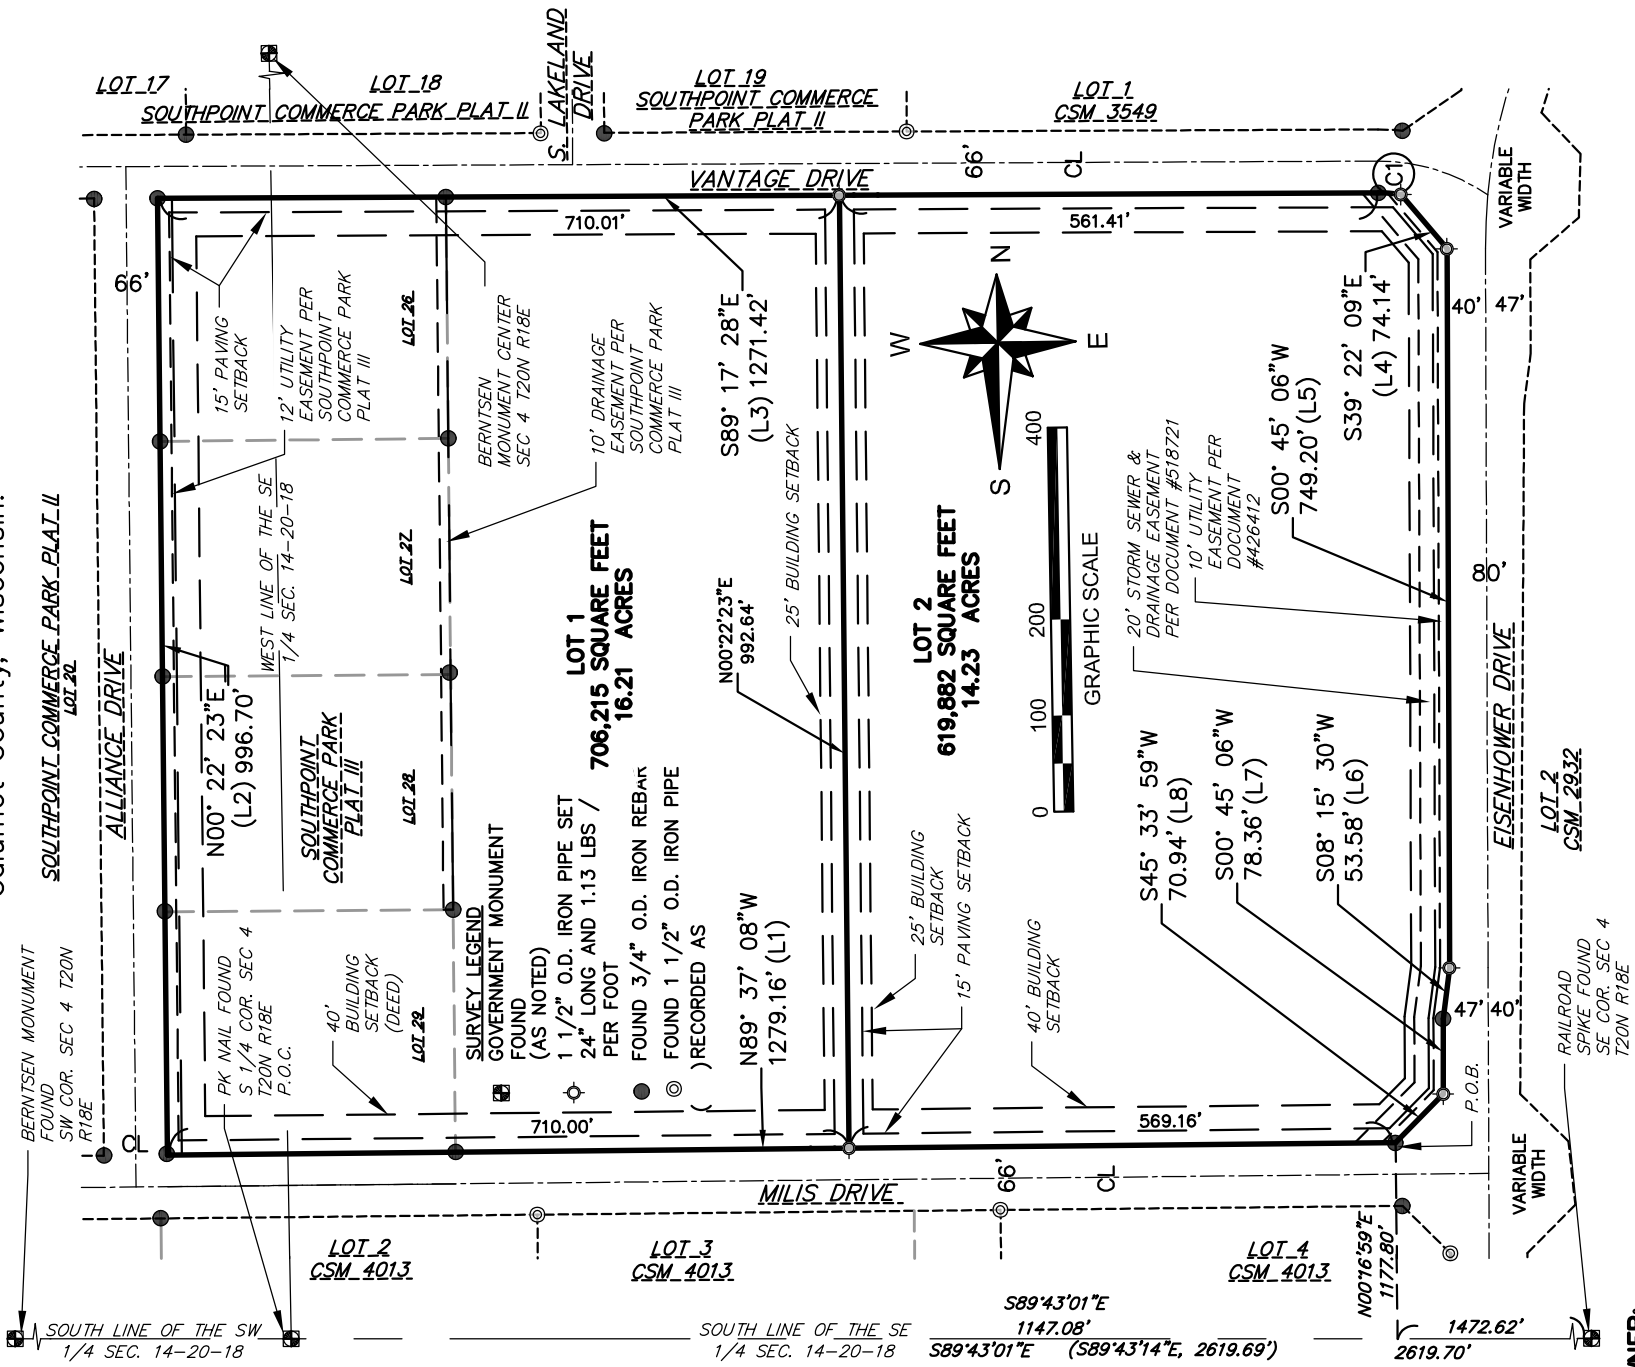 LOT 17
LOT 18
SOUTHPOINT COMMERCE PARK PLAT II
S. LAKELAND
DRIVE
LOT 19
SOUTHPOINT COMMERCE
PARK PLAT II
LOT 1
CSM 3549
VANTAGE DRIVE
66'
CL
C1
VARIABLE
WIDTH
SOUTHPOINT COMMERCE PARK PLAT II
LOT 20
ALLIANCE DRIVE
66'
CL
710.01'
561.41'
15' PAVING
SETBACK
12' UTILITY
EASEMENT PER
SOUTHPOINT
COMMERCE PARK
PLAT III
LOT 26
BERNTSEN
MONUMENT CENTER
SEC 4 T20N R18E
10' DRAINAGE
EASEMENT PER
SOUTHPOINT
COMMERCE PARK
PLAT III
S89° 17' 28"E
(L3) 1271.42'
N
W
E
S
S39° 22' 09"E
(L4) 74.14'
40'
47'
S00° 45' 06"W
749.20' (L5)
WEST LINE OF THE SE
1/4 SEC. 14-20-18
LOT 27
LOT 1
706,215 SQUARE FEET
16.21 ACRES
25' BUILDING SETBACK
N00°22'23"E
992.64'
LOT 2
619,882 SQUARE FEET
14.23 ACRES
0
100
200
400
GRAPHIC SCALE
20' STORM SEWER &
DRAINAGE EASEMENT
PER DOCUMENT #518721
10' UTILITY
EASEMENT PER
DOCUMENT
#426412
80'
EISENHOWER DRIVE
LOT 2
CSM 2932
N00° 22' 23"E
(L2) 996.70'
SOUTHPOINT
COMMERCE PARK
PLAT III
LOT 28
LOT 29
SURVEY LEGEND
GOVERNMENT MONUMENT
FOUND
(AS NOTED)
1 1/2" O.D. IRON PIPE SET
24" LONG AND 1.13 LBS /
PER FOOT
FOUND 3/4" O.D. IRON REBAR
FOUND 1 1/2" O.D. IRON PIPE
( ) RECORDED AS
N89° 37' 08"W
1279.16' (L1)
25' BUILDING
SETBACK
15' PAVING SETBACK
40' BUILDING
SETBACK
S45° 33' 59"W
70.94' (L8)
S00° 45' 06"W
78.36' (L7)
S08° 15' 30"W
53.58' (L6)
47'
40'
BERNTSEN MONUMENT
FOUND
SW COR. SEC 4 T20N
R18E
PK NAIL FOUND
S 1/4 COR. SEC 4
T20N R18E
P.O.C.
40'
BUILDING
SETBACK
(DEED)
710.00'
569.16'
MILIS DRIVE
66'
CL
P.O.B.
VARIABLE
WIDTH
RAILROAD
SPIKE FOUND
SE COR. SEC 4
T20N R18E
LOT 2
CSM 4013
LOT 3
CSM 4013
LOT 4
CSM 4013
N00°16'59"E
1177.80'
SOUTH LINE OF THE SW
1/4 SEC. 14-20-18
SOUTH LINE OF THE SE
1/4 SEC. 14-20-18
S89°43'01"E
1147.08'
S89°43'01"E
(S89°43'14"E, 2619.69')
1472.62'
2619.70'